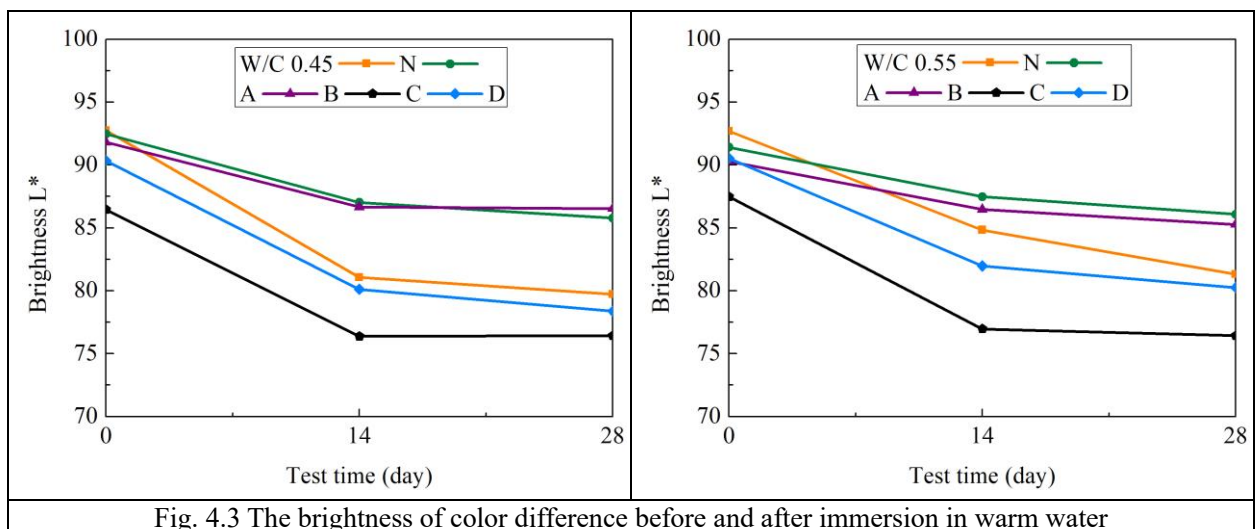 100
95
90
85
80
75
70
Brightness L*
W/C 0.45 N
A B C D
0 14 28
Test time (day)
100
95
90
85
80
75
70
Brightness L*
W/C 0.55 N
A B C D
0 14 28
Test time (day)
Fig. 4.3 The brightness of color difference before and after immersion in warm water